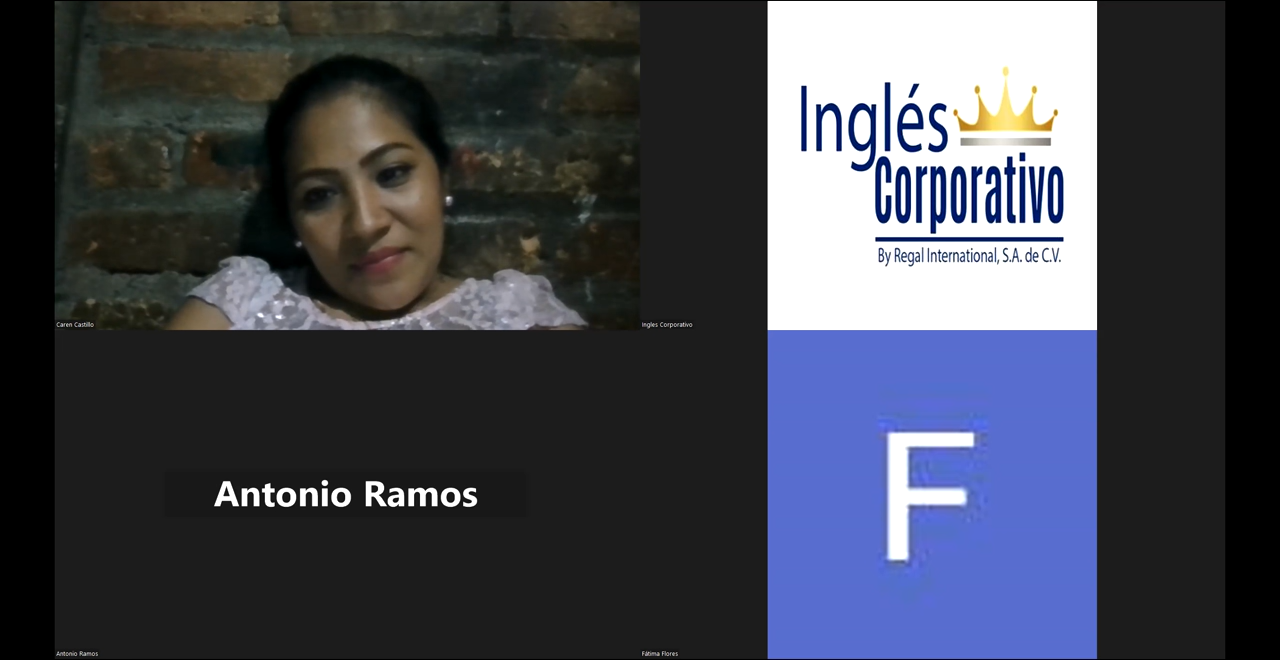 Caren Castillo
Inglés
Corporativo
By Regal International, S.A. de C.V.
Ingles Corporativo
Antonio Ramos
Antonio Ramos
F
Fátima Flores